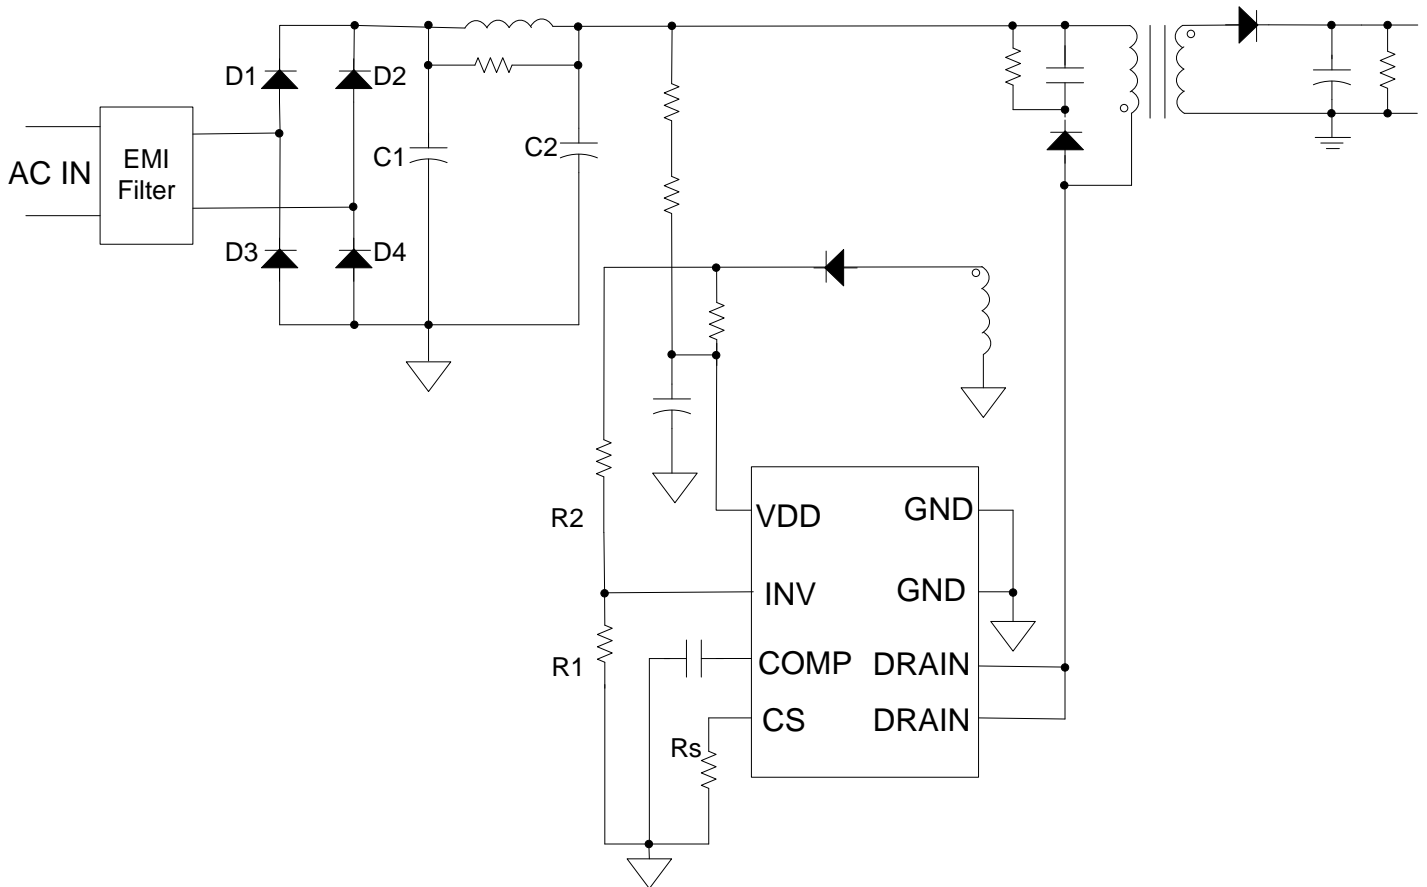 D1
D2
AC IN
EMI
Filter
C1
C2
D3
D4
R2
VDD
GND
INV
GND
R1
COMP
DRAIN
CS
DRAIN
Rs